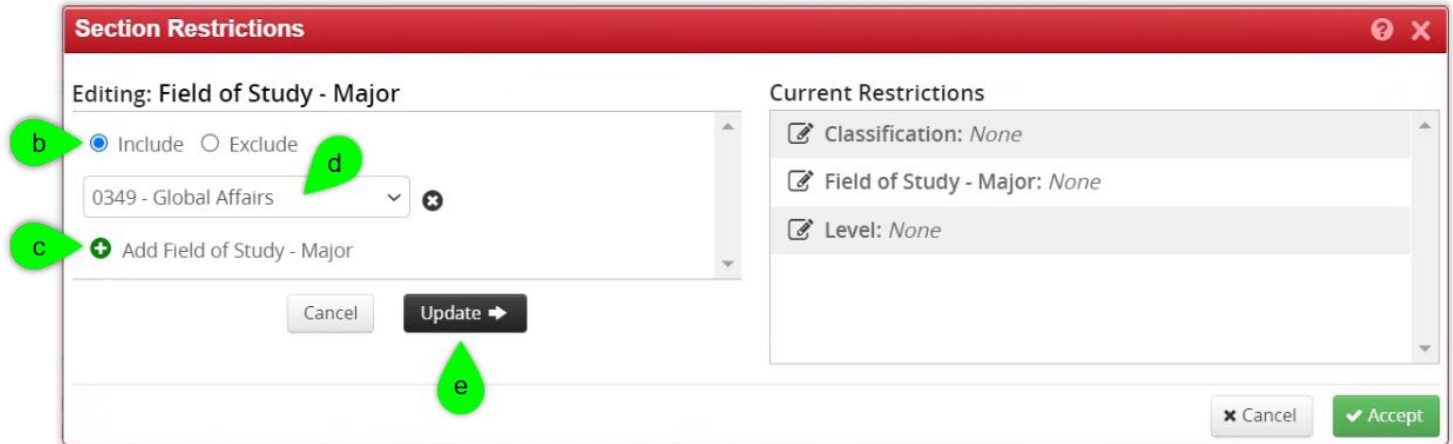 Section Restrictions
Editing: Field of Study - Major
b
Include Exclude
d
0349 - Global Affairs
c
Add Field of Study - Major
Cancel
Update
e
Current Restrictions
Classification: None
Field of Study - Major: None
Level: None
Cancel
Accept